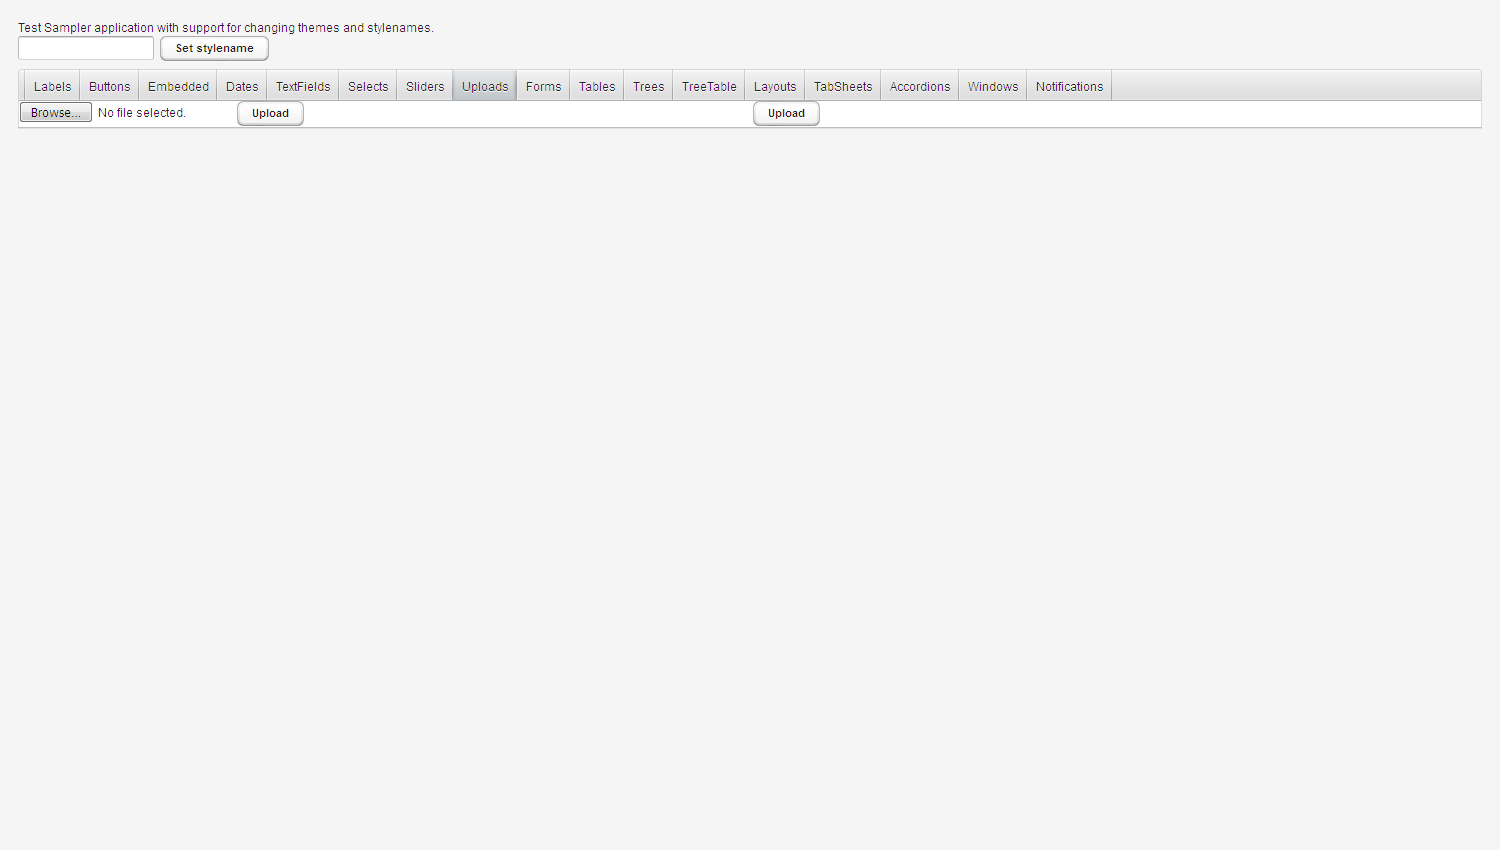 Test Sampler application with support for changing themes and stylenames.
Set stylename
Labels Buttons Embedded Dates TextFields Selects Sliders Uploads Forms Tables Trees TreeTable Layouts TabSheets Accordions Windows Notifications
Browse... No file selected. Upload Upload